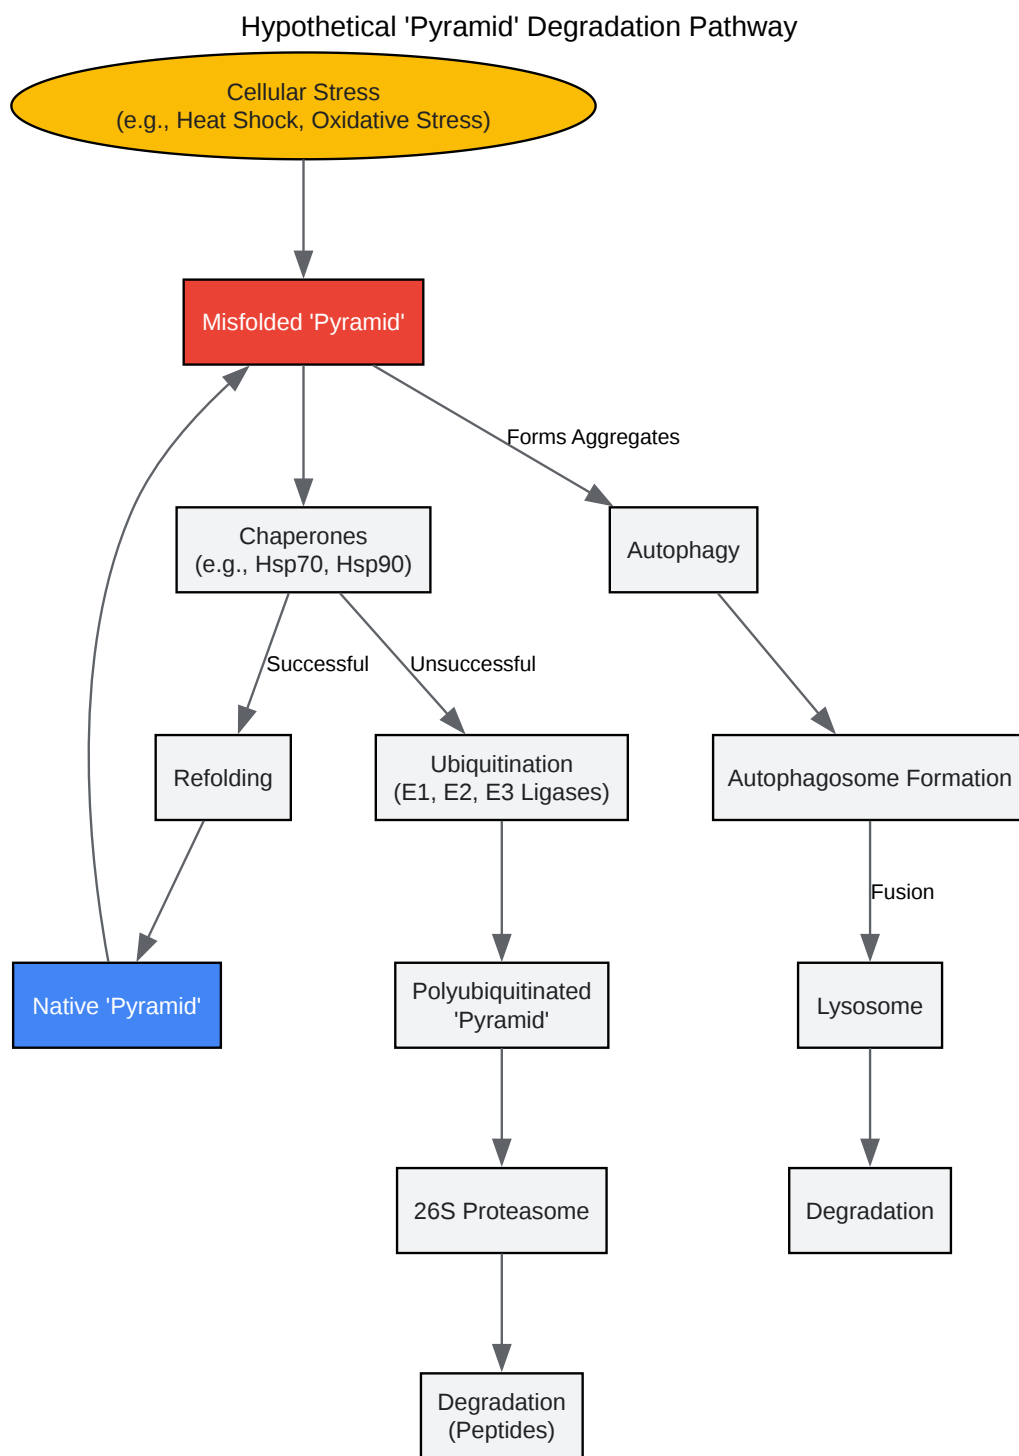 Hypothetical 'Pyramid' Degradation Pathway
Cellular Stress
(e.g., Heat Shock, Oxidative Stress)
Misfolded 'Pyramid'
Forms Aggregates
Chaperones
(e.g., Hsp70, Hsp90)
Autophagy
Successful
Unsuccessful
Refolding
Ubiquitination
(E1, E2, E3 Ligases)
Autophagosome Formation
Fusion
Native 'Pyramid'
Polyubiquitinated
'Pyramid'
Lysosome
26S Proteasome
Degradation
Degradation
(Peptides)